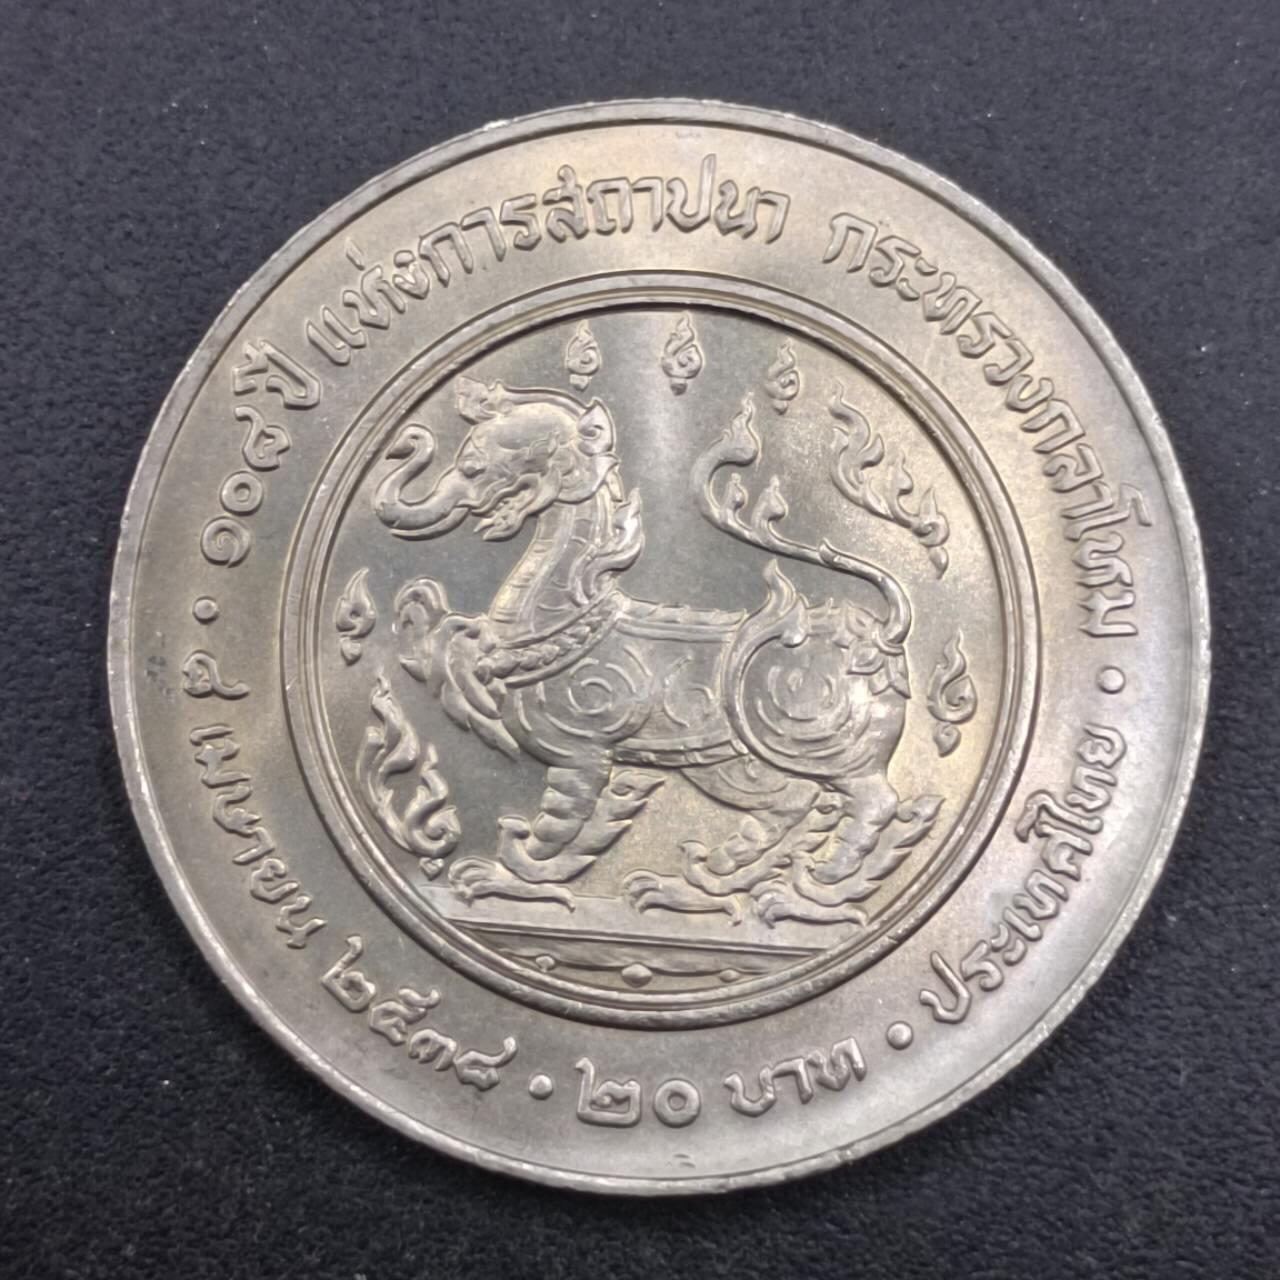 ๑๐๘ ปี แห่งการสถาปนา กระทรวงกลาโหม
ประเทศไทย
๒๐ บาท
๘ เมษายน ๒๕๓๘